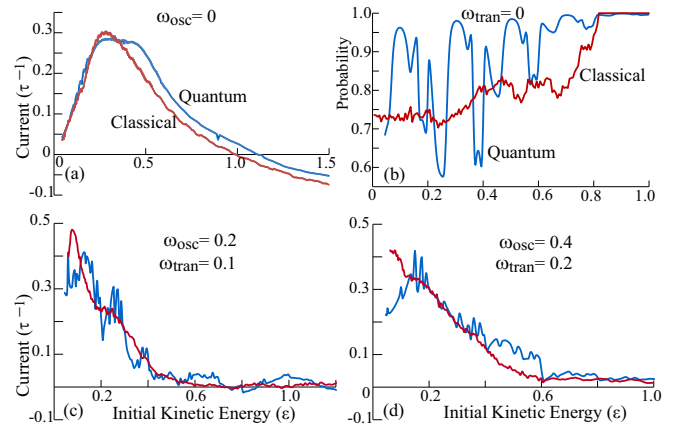 ω_osc = 0
Current (τ⁻¹)
0.3
0.2
0.1
0
-0.1
Quantum
Classical
(a)
0 0.5 1.0 1.5
ω_tran = 0
Probability
1.0
0.9
0.8
0.7
0.6
Classical
Quantum
(b)
0 0.2 0.4 0.6 0.8 1.0
ω_osc = 0.2
ω_tran = 0.1
Current (τ⁻¹)
0.5
0.3
0.1
-0.1
(c)
0.2 0.6 1.0
Initial Kinetic Energy (ε)
ω_osc = 0.4
ω_tran = 0.2
0.5
0.3
0.1
-0.1
(d)
0.2 0.6 1.0
Initial Kinetic Energy (ε)